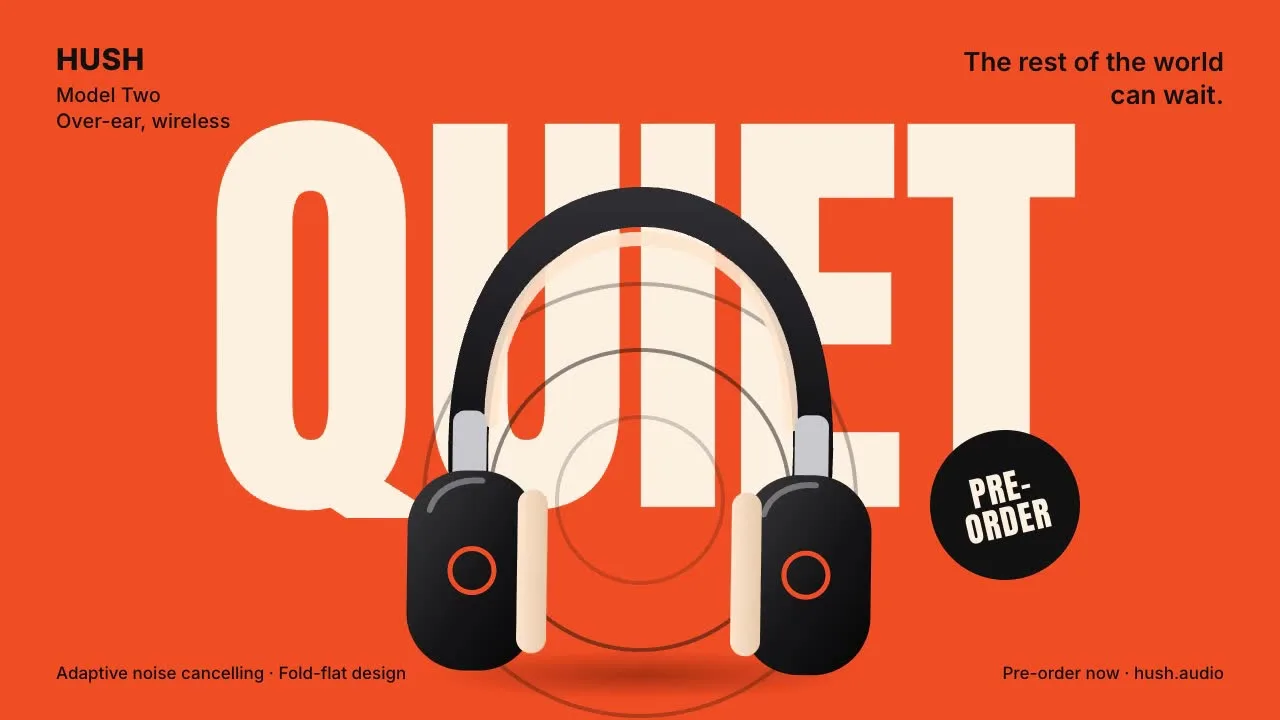 HUSH
Model Two
Over-ear, wireless
The rest of the world
can wait.
QUIET
PRE-
ORDER
Adaptive noise cancelling · Fold-flat design
Pre-order now · hush.audio